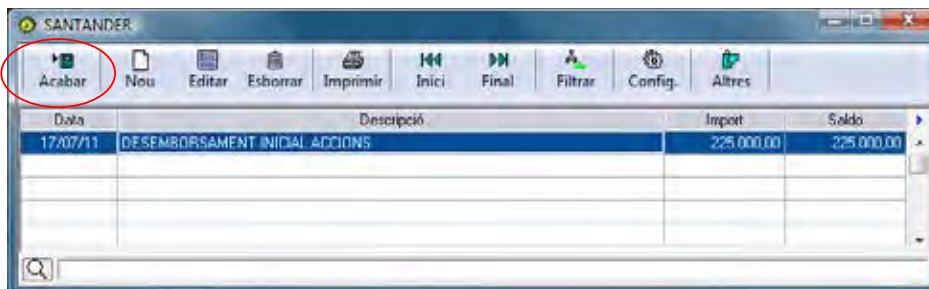 SANTANDER
Acabar Nou Editar Esborrar Imprimir Inici Final Filtrar Config. Altres
Data Descripció Import Saldo
17/07/11 DESEMBORSAMENT INICIAL ACCIONS 225.000,00 225.000,00